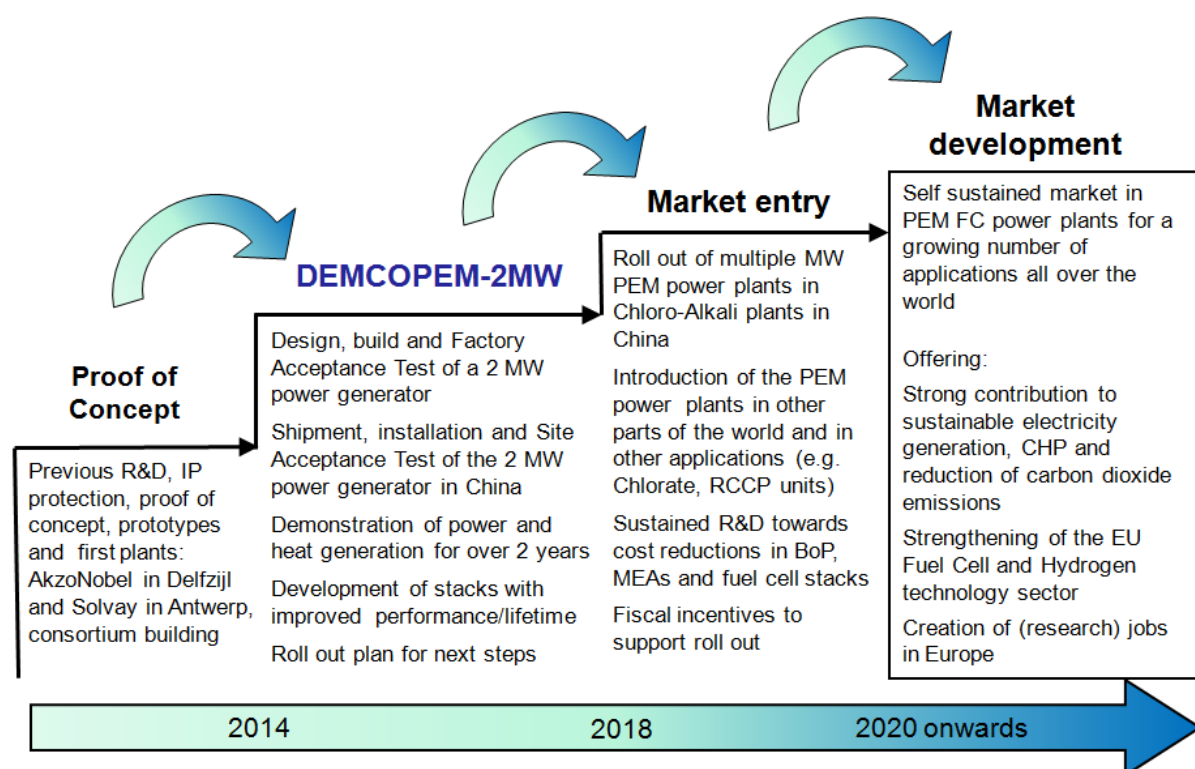 Proof of
Concept
Previous R&D, IP
protection, proof of
concept, prototypes
and first plants:
AkzoNobel in Delfzijl
and Solvay in Antwerp,
consortium building
DEMCOPEM-2MW
Design, build and Factory
Acceptance Test of a 2 MW
power generator
Shipment, installation and Site
Acceptance Test of the 2 MW
power generator in China
Demonstration of power and
heat generation for over 2 years
Development of stacks with
improved performance/lifetime
Roll out plan for next steps
Market entry
Roll out of multiple MW
PEM power plants in
Chloro-Alkali plants in
China
Introduction of the PEM
power plants in other
parts of the world and in
other applications (e.g.
Chlorate, RCCP units)
Sustained R&D towards
cost reductions in BoP,
MEAs and fuel cell stacks
Fiscal incentives to
support roll out
Market
development
Self sustained market in
PEM FC power plants for a
growing number of
applications all over the
world
Offering:
Strong contribution to
sustainable electricity
generation, CHP and
reduction of carbon dioxide
emissions
Strengthening of the EU
Fuel Cell and Hydrogen
technology sector
Creation of (research) jobs
in Europe
2014
2018
2020 onwards